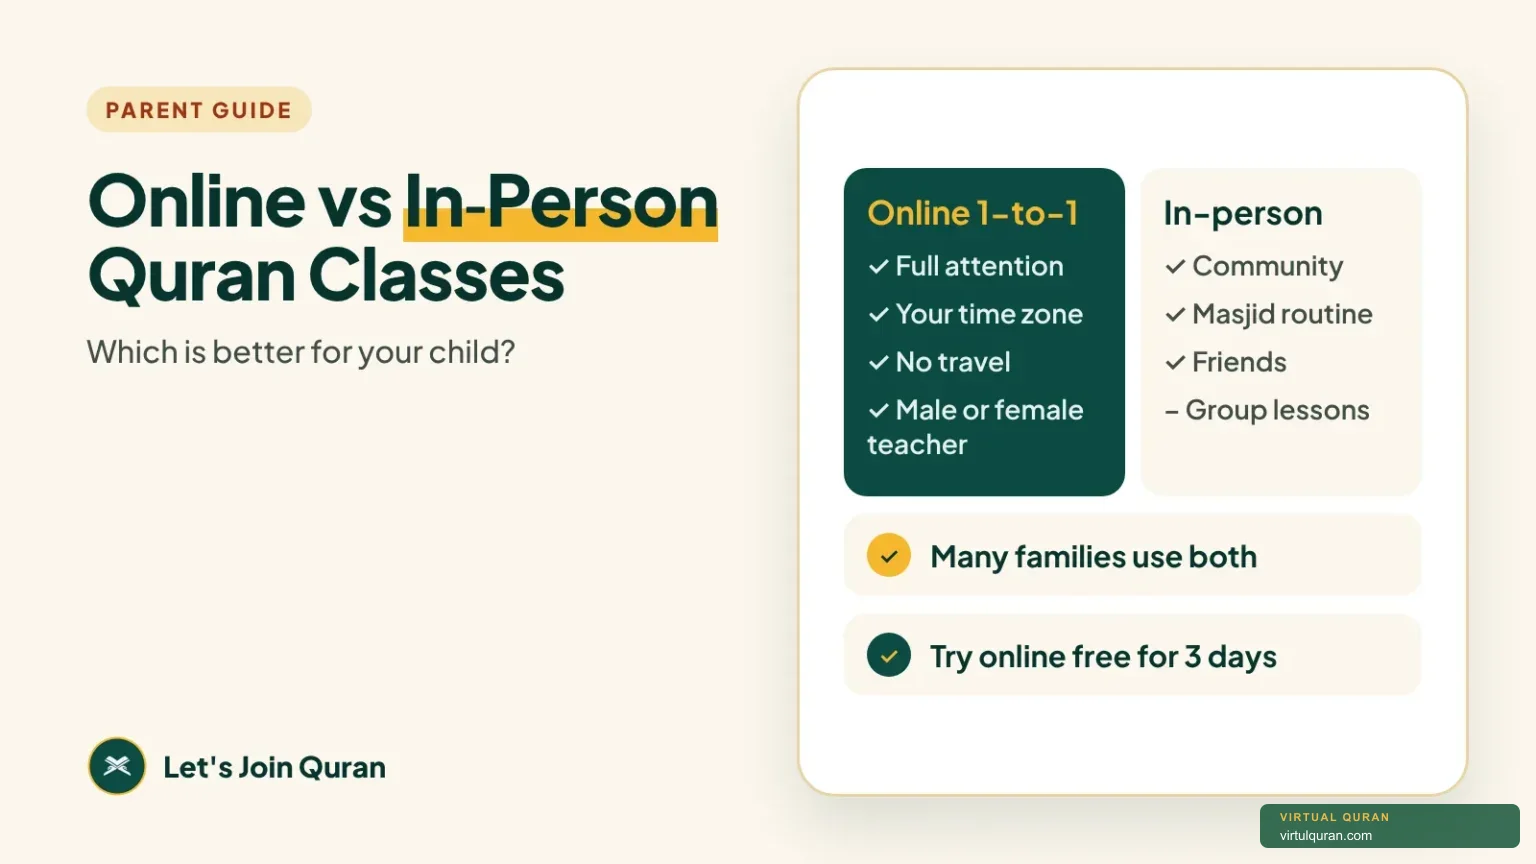 PARENT GUIDE
Online vs In-Person
Quran Classes
Which is better for your child?
Online 1-to-1
✓ Full attention
✓ Your time zone
✓ No travel
✓ Male or female
teacher
In-person
✓ Community
✓ Masjid routine
✓ Friends
– Group lessons
Many families use both
Try online free for 3 days
Let's Join Quran
VIRTUAL QURAN
virtulquran.com